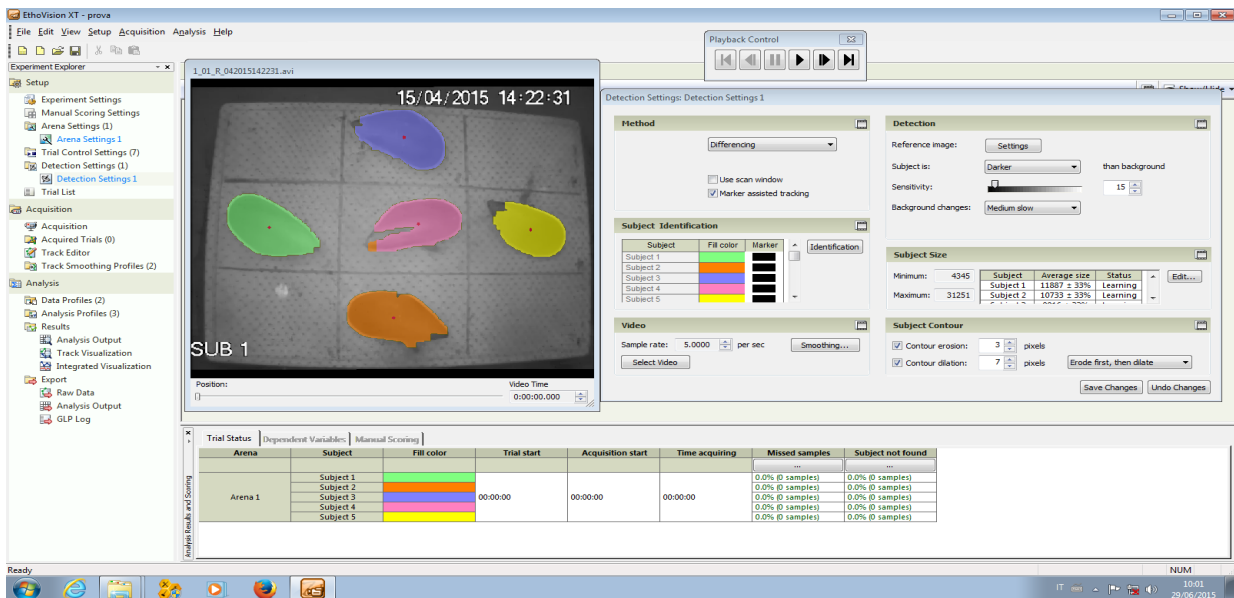 EthoVision XT - prova
File Edit View Setup Acquisition Analysis Help
Experiment Explorer
Setup
Experiment Settings
Manual Scoring Settings
Arena Settings (1)
Arena Settings 1
Trial Control Settings (7)
Detection Settings (1)
Detection Settings 1
Trial List
Acquisition
Acquisition
Acquired Trials (0)
Track Editor
Track Smoothing Profiles (2)
Analysis
Data Profiles (2)
Analysis Profiles (3)
Results
Analysis Output
Track Visualization
Integrated Visualization
Export
Raw Data
Analysis Output
GLP Log
1_01_R_042015142231.avi
15/04/2015 14:22:31
SUB 1
Position:
Video Time
0:00:00.000
Playback Control
Show/Hide
Detection Settings: Detection Settings 1
Method
Differencing
Use scan window
Marker assisted tracking
Subject Identification
Subject Fill color Marker
Identification
Subject 1
Subject 2
Subject 3
Subject 4
Subject 5
Video
Sample rate: 5.0000 per sec Smoothing...
Select Video
Detection
Reference image: Settings
Subject is: Darker than background
Sensitivity: 15
Background changes: Medium slow
Subject Size
Minimum: 4345
Maximum: 31251
Subject Average size Status
Subject 1 11887 ± 33% Learning
Subject 2 10733 ± 33% Learning
Edit...
Subject Contour
Contour erosion: 3 pixels
Contour dilation: 7 pixels Erode first, then dilate
Save Changes Undo Changes
Analysis Results and Scoring
Trial Status Dependent Variables Manual Scoring
Arena Subject Fill color Trial start Acquisition start Time acquiring Missed samples Subject not found
... ...
Arena 1 00:00:00 00:00:00 00:00:00
Subject 1 0.0% (0 samples) 0.0% (0 samples)
Subject 2 0.0% (0 samples) 0.0% (0 samples)
Subject 3 0.0% (0 samples) 0.0% (0 samples)
Subject 4 0.0% (0 samples) 0.0% (0 samples)
Subject 5 0.0% (0 samples) 0.0% (0 samples)
Ready
NUM
IT
10:01
29/06/2015